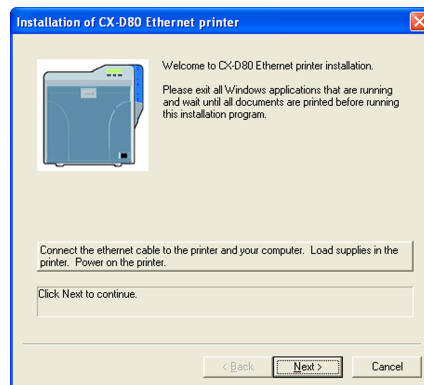 Installation of CX-D80 Ethernet printer
Welcome to CX-D80 Ethernet printer installation.
Please exit all Windows applications that are running
and wait until all documents are printed before running
this installation program.
Connect the ethernet cable to the printer and your computer. Load supplies in the
printer. Power on the printer.
Click Next to continue.
< Back
Next >
Cancel